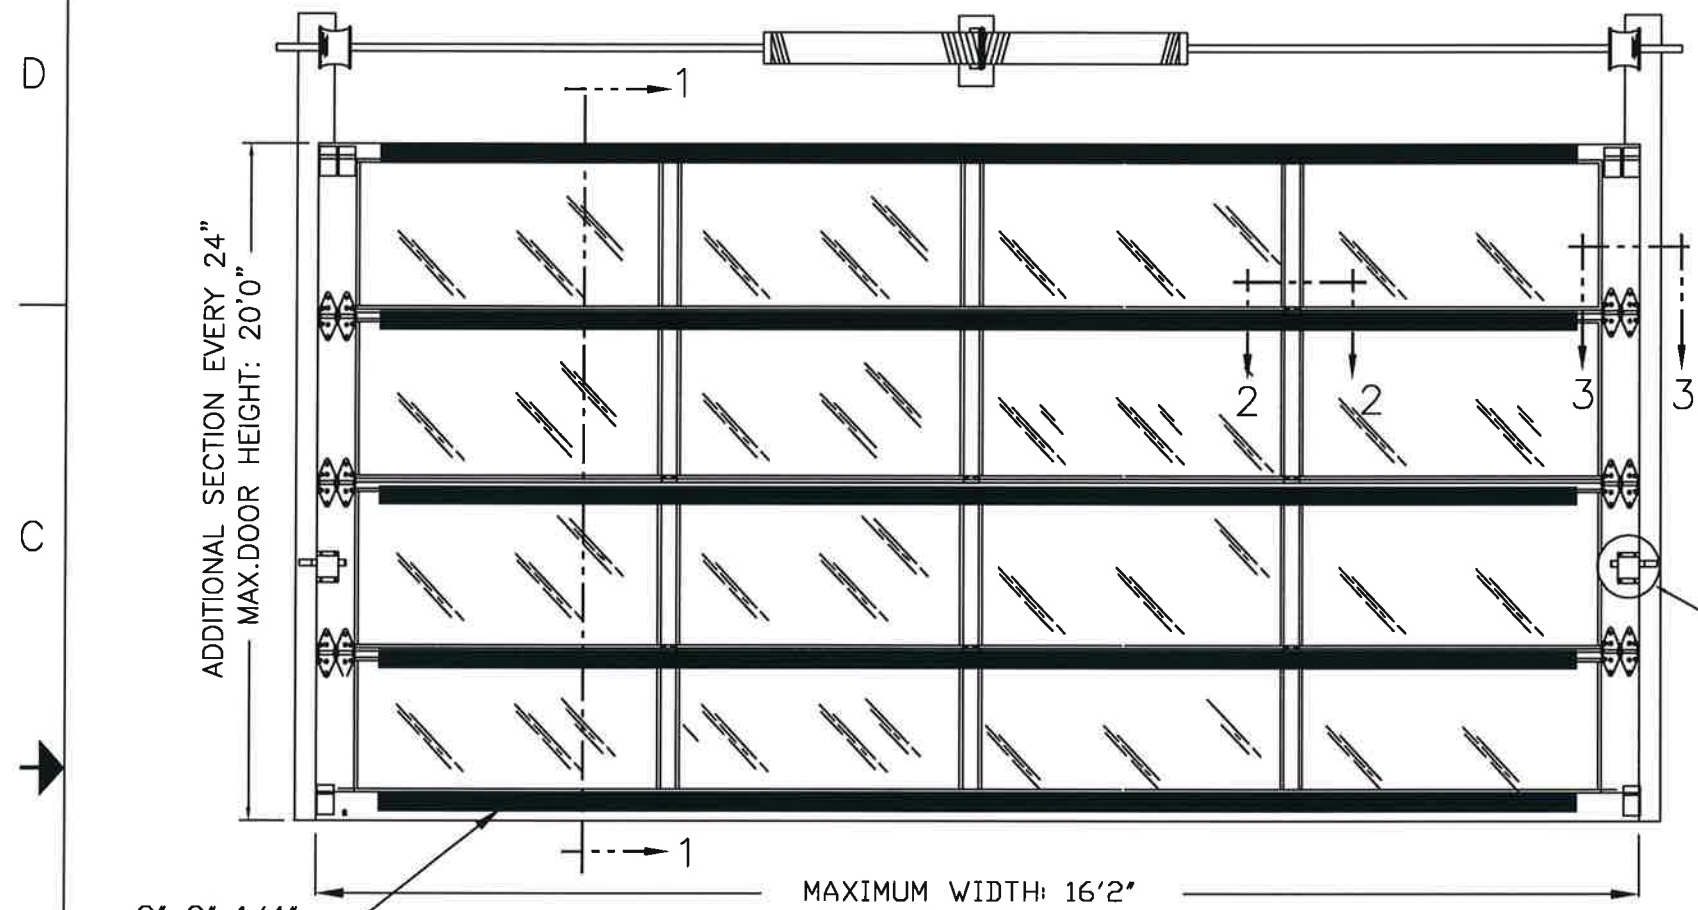 D
1
ADDITIONAL SECTION EVERY 24"
MAX.DOOR HEIGHT: 20'0"
2
2
3
3
C
1
MAXIMUM WIDTH: 16'2"